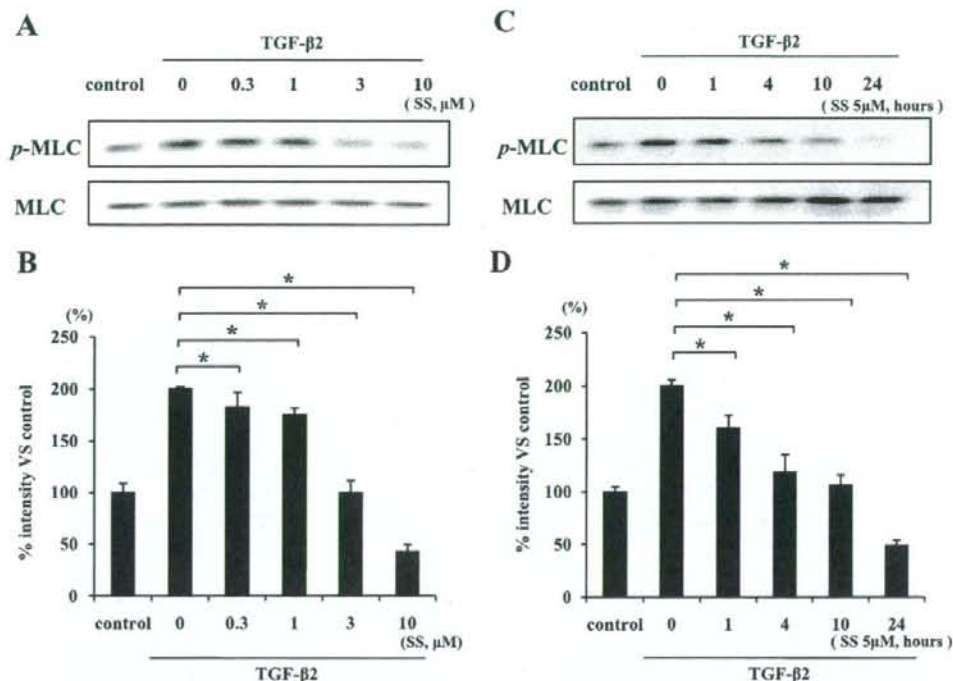 A
TGF-β2
control 0 0.3 1 3 10
( SS, μM )
p-MLC
MLC
B
(%)
* * * *
250
200
150
100
50
0
% intensity VS control
control 0 0.3 1 3 10
(SS, μM)
TGF-β2
C
TGF-β2
control 0 1 4 10 24
( SS 5μM, hours )
p-MLC
MLC
D
(%)
* * * *
250
200
150
100
50
0
% intensity VS control
control 0 1 4 10 24
( SS 5μM, hours )
TGF-β2